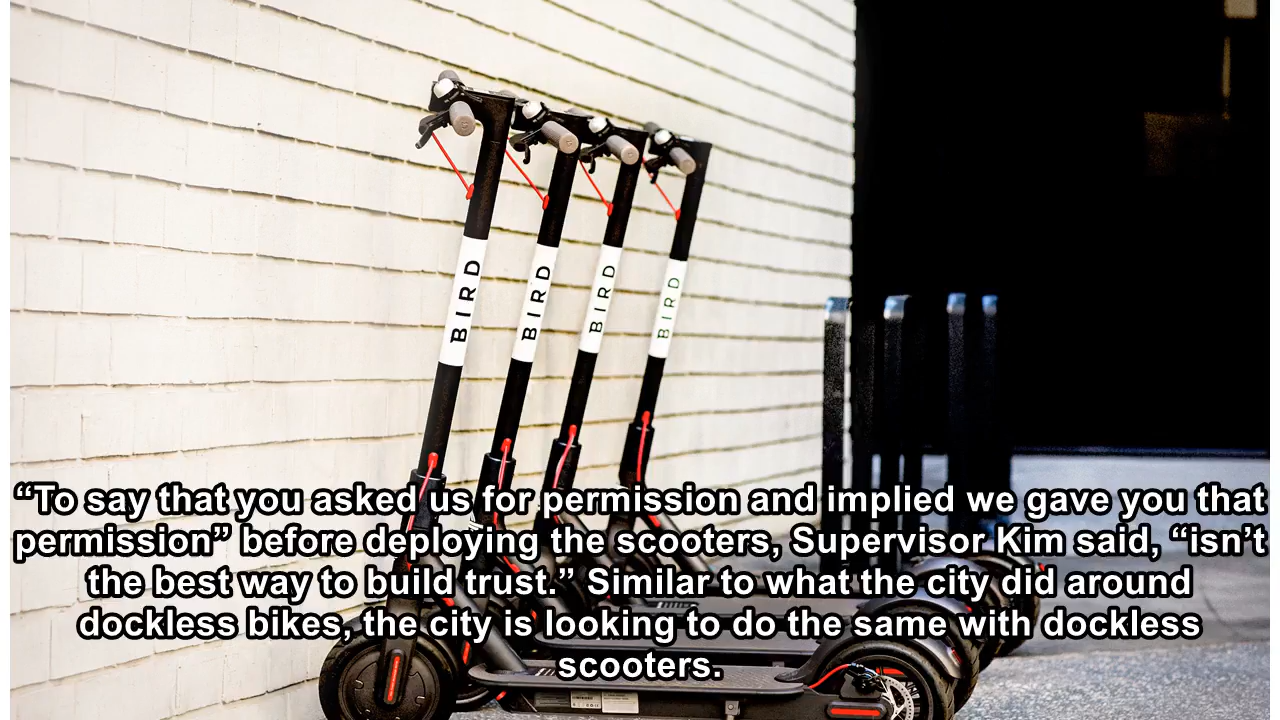 BIRD
BIRD
BIRD
BIRD
“To say that you asked us for permission and implied we gave you that
permission” before deploying the scooters, Supervisor Kim said, “isn’t
the best way to build trust.” Similar to what the city did around
dockless bikes, the city is looking to do the same with dockless
scooters.